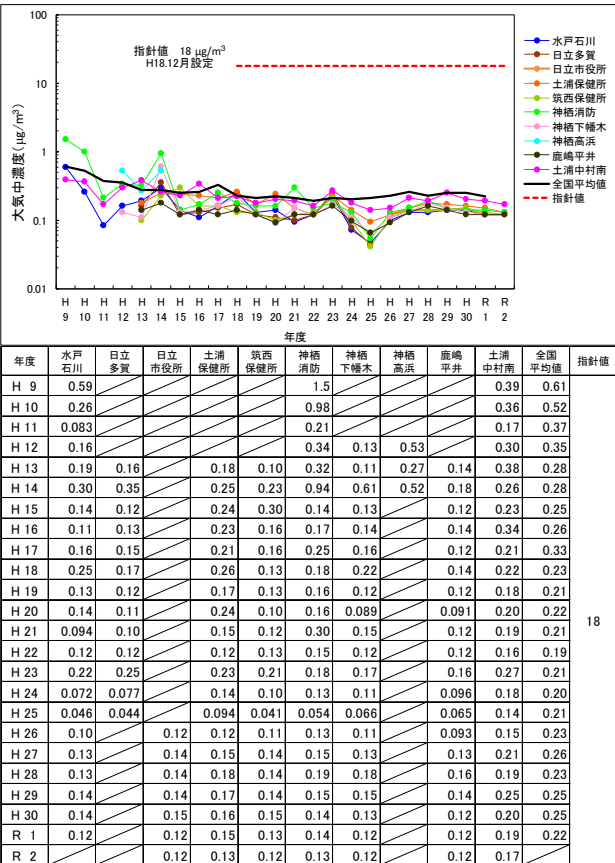 100
10
1
0.1
0.01
大気中濃度(μg/m³)
指針値 18 μg/m³
H18.12月設定
水戸石川
日立多賀
日立市役所
土浦保健所
筑西保健所
神栖消防
神栖下幡木
神栖高浜
鹿嶋平井
土浦中村南
全国平均値
指針値
H H H H H H H H H H H H H H H H H H H H H H R R
9 10 11 12 13 14 15 16 17 18 19 20 21 22 23 24 25 26 27 28 29 30 1 2
年度
年度 水戸石川 日立多賀 日立市役所 土浦保健所 筑西保健所 神栖消防 神栖下幡木 神栖高浜 鹿嶋平井 土浦中村南 全国平均値 指針値
H 9 0.59 1.5 0.39 0.61
H 10 0.26 0.98 0.36 0.52
H 11 0.083 0.21 0.17 0.37
H 12 0.16 0.34 0.13 0.53 0.30 0.35
H 13 0.19 0.16 0.18 0.10 0.32 0.11 0.27 0.14 0.38 0.28
H 14 0.30 0.35 0.25 0.23 0.94 0.61 0.52 0.18 0.26 0.28
H 15 0.14 0.12 0.24 0.30 0.14 0.13 0.12 0.23 0.25
H 16 0.11 0.13 0.23 0.16 0.17 0.14 0.14 0.34 0.26
H 17 0.16 0.15 0.21 0.16 0.25 0.16 0.12 0.21 0.33
H 18 0.25 0.17 0.26 0.13 0.18 0.22 0.14 0.22 0.23
H 19 0.13 0.12 0.17 0.13 0.16 0.12 0.12 0.18 0.21
H 20 0.14 0.11 0.24 0.10 0.16 0.089 0.091 0.20 0.22
18
H 21 0.094 0.10 0.15 0.12 0.30 0.15 0.12 0.19 0.21
H 22 0.12 0.12 0.12 0.13 0.15 0.12 0.12 0.16 0.19
H 23 0.22 0.25 0.23 0.21 0.18 0.17 0.16 0.27 0.21
H 24 0.072 0.077 0.14 0.10 0.13 0.11 0.096 0.18 0.20
H 25 0.046 0.044 0.094 0.041 0.054 0.066 0.065 0.14 0.21
H 26 0.10 0.12 0.12 0.11 0.13 0.11 0.093 0.15 0.23
H 27 0.13 0.14 0.15 0.14 0.15 0.13 0.13 0.21 0.26
H 28 0.13 0.14 0.18 0.14 0.19 0.18 0.16 0.19 0.23
H 29 0.14 0.14 0.17 0.14 0.15 0.15 0.14 0.25 0.25
H 30 0.14 0.15 0.16 0.15 0.14 0.13 0.12 0.20 0.25
R 1 0.12 0.12 0.15 0.13 0.14 0.12 0.12 0.19 0.22
R 2 0.12 0.13 0.12 0.13 0.12 0.12 0.17